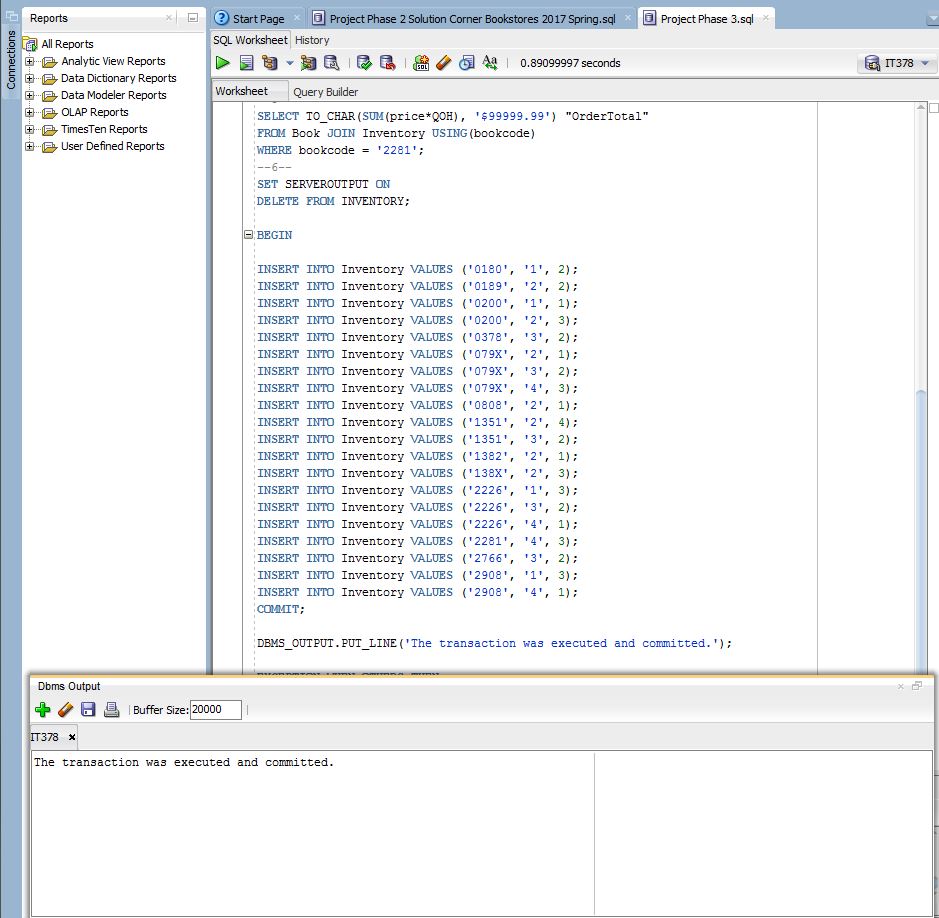 Connections
Reports
All Reports
Analytic View Reports
Data Dictionary Reports
Data Modeler Reports
OLAP Reports
TimesTen Reports
User Defined Reports
Start Page
Project Phase 2 Solution Corner Bookstores 2017 Spring.sql
Project Phase 3.sql
SQL Worksheet History
0.89099997 seconds
IT378
Worksheet Query Builder
SELECT TO_CHAR(SUM(price*QOH), '$99999.99') "OrderTotal"
FROM Book JOIN Inventory USING(bookcode)
WHERE bookcode = '2281';
--6--
SET SERVEROUTPUT ON
DELETE FROM INVENTORY;
BEGIN
INSERT INTO Inventory VALUES ('0180', '1', 2);
INSERT INTO Inventory VALUES ('0189', '2', 2);
INSERT INTO Inventory VALUES ('0200', '1', 1);
INSERT INTO Inventory VALUES ('0200', '2', 3);
INSERT INTO Inventory VALUES ('0378', '3', 2);
INSERT INTO Inventory VALUES ('079X', '2', 1);
INSERT INTO Inventory VALUES ('079X', '3', 2);
INSERT INTO Inventory VALUES ('079X', '4', 3);
INSERT INTO Inventory VALUES ('0808', '2', 1);
INSERT INTO Inventory VALUES ('1351', '2', 4);
INSERT INTO Inventory VALUES ('1351', '3', 2);
INSERT INTO Inventory VALUES ('1382', '2', 1);
INSERT INTO Inventory VALUES ('138X', '2', 3);
INSERT INTO Inventory VALUES ('2226', '1', 3);
INSERT INTO Inventory VALUES ('2226', '3', 2);
INSERT INTO Inventory VALUES ('2226', '4', 1);
INSERT INTO Inventory VALUES ('2281', '4', 3);
INSERT INTO Inventory VALUES ('2766', '3', 2);
INSERT INTO Inventory VALUES ('2908', '1', 3);
INSERT INTO Inventory VALUES ('2908', '4', 1);
COMMIT;
DBMS_OUTPUT.PUT_LINE('The transaction was executed and committed.');
Dbms Output
Buffer Size: 20000
IT378
The transaction was executed and committed.